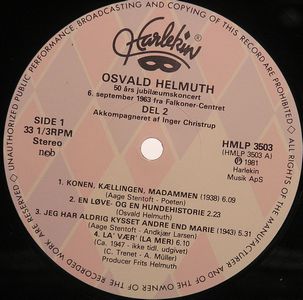 ALL RIGHTS OF THE MANUFACTURER AND OF THE OWNER OF THE RECORDED WORK RESERVED · UNAUTHORIZED PUBLIC PERFORMANCE, BROADCASTING AND COPYING OF THIS RECORD PROHIBITED ·
Harlekin
OSVALD HELMUTH
50 års jubilæumskoncert
6. september 1963 fra Falkoner-Centret
DEL 2
Akkompagneret af Inger Christrup
SIDE 1
33 1/3RPM
Stereo
ncb
HMLP 3503
(HMLP 3503 A)
℗ 1981
Harlekin
Musik ApS
1. KONEN, KÆLLINGEN, MADAMMEN (1938) 6.09
(Aage Stentoft - Poeten)
2. EN LØVE- OG EN HUNDEHISTORIE 2.23
(Osvald Helmuth)
3. JEG HAR ALDRIG KYSSET ANDRE END MARIE (1943) 5.31
(Aage Stentoft - Andkjær Larsen)
4. LA' VÆR' (LA MER) 6.10
(Ca. 1947 - ikke tidl. udgivet)
(C. Trenet - A. Müller)
Producer Frits Helmuth